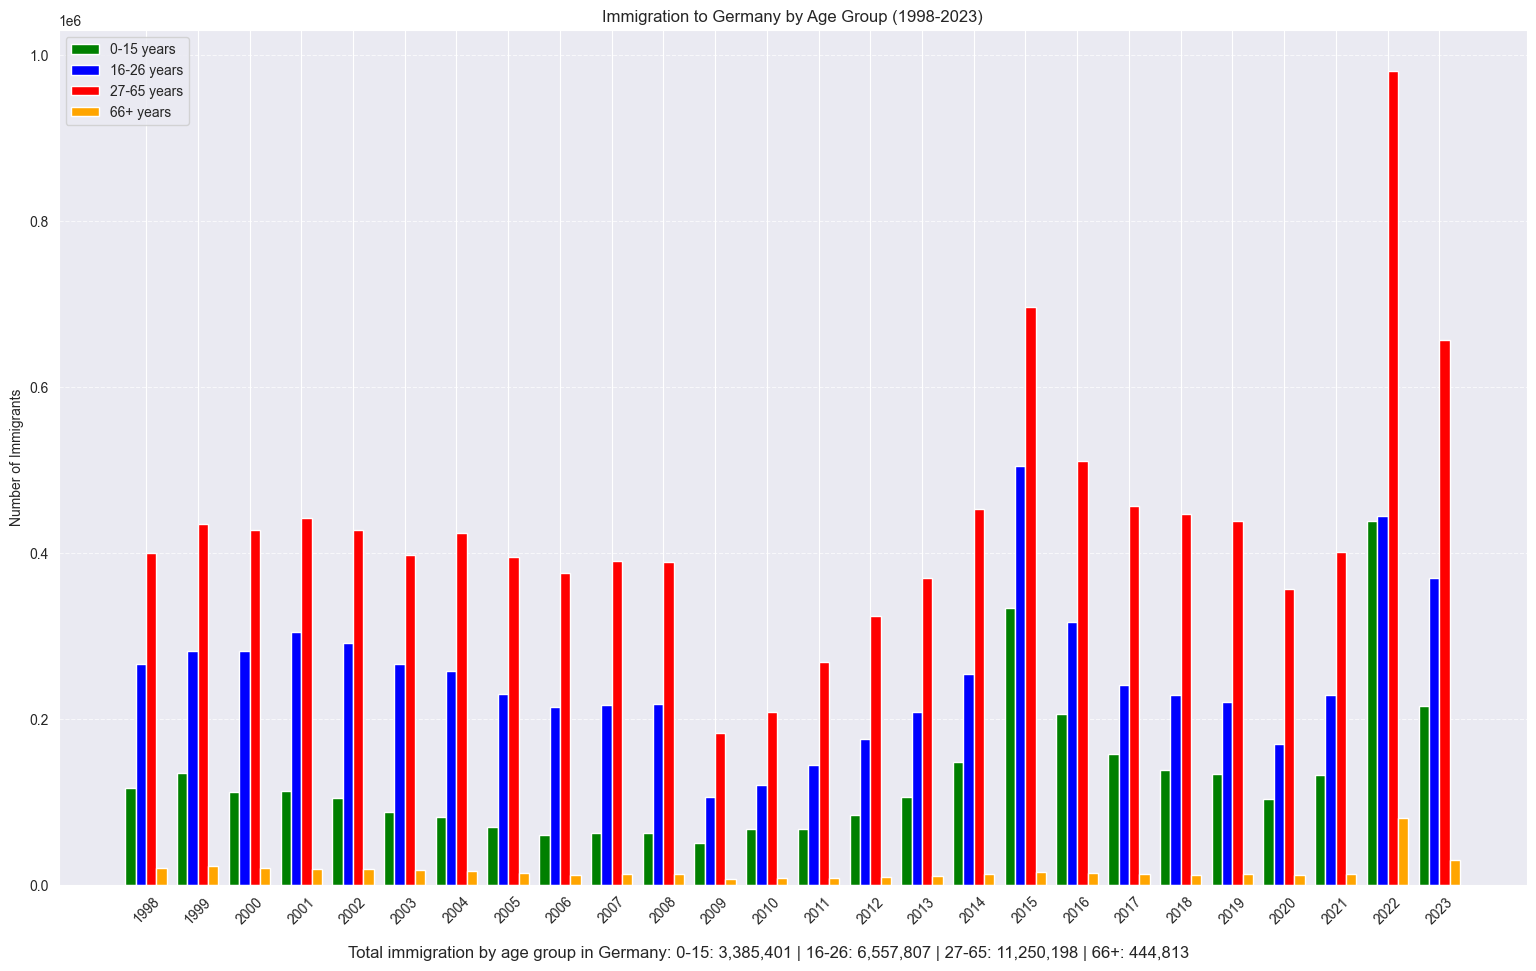 Immigration to Germany by Age Group (1998-2023)
1e6
0-15 years
16-26 years
27-65 years
66+ years
Number of Immigrants
1.0
0.8
0.6
0.4
0.2
0.0
1998 1999 2000 2001 2002 2003 2004 2005 2006 2007 2008 2009 2010 2011 2012 2013 2014 2015 2016 2017 2018 2019 2020 2021 2022 2023
Total immigration by age group in Germany: 0-15: 3,385,401 | 16-26: 6,557,807 | 27-65: 11,250,198 | 66+: 444,813